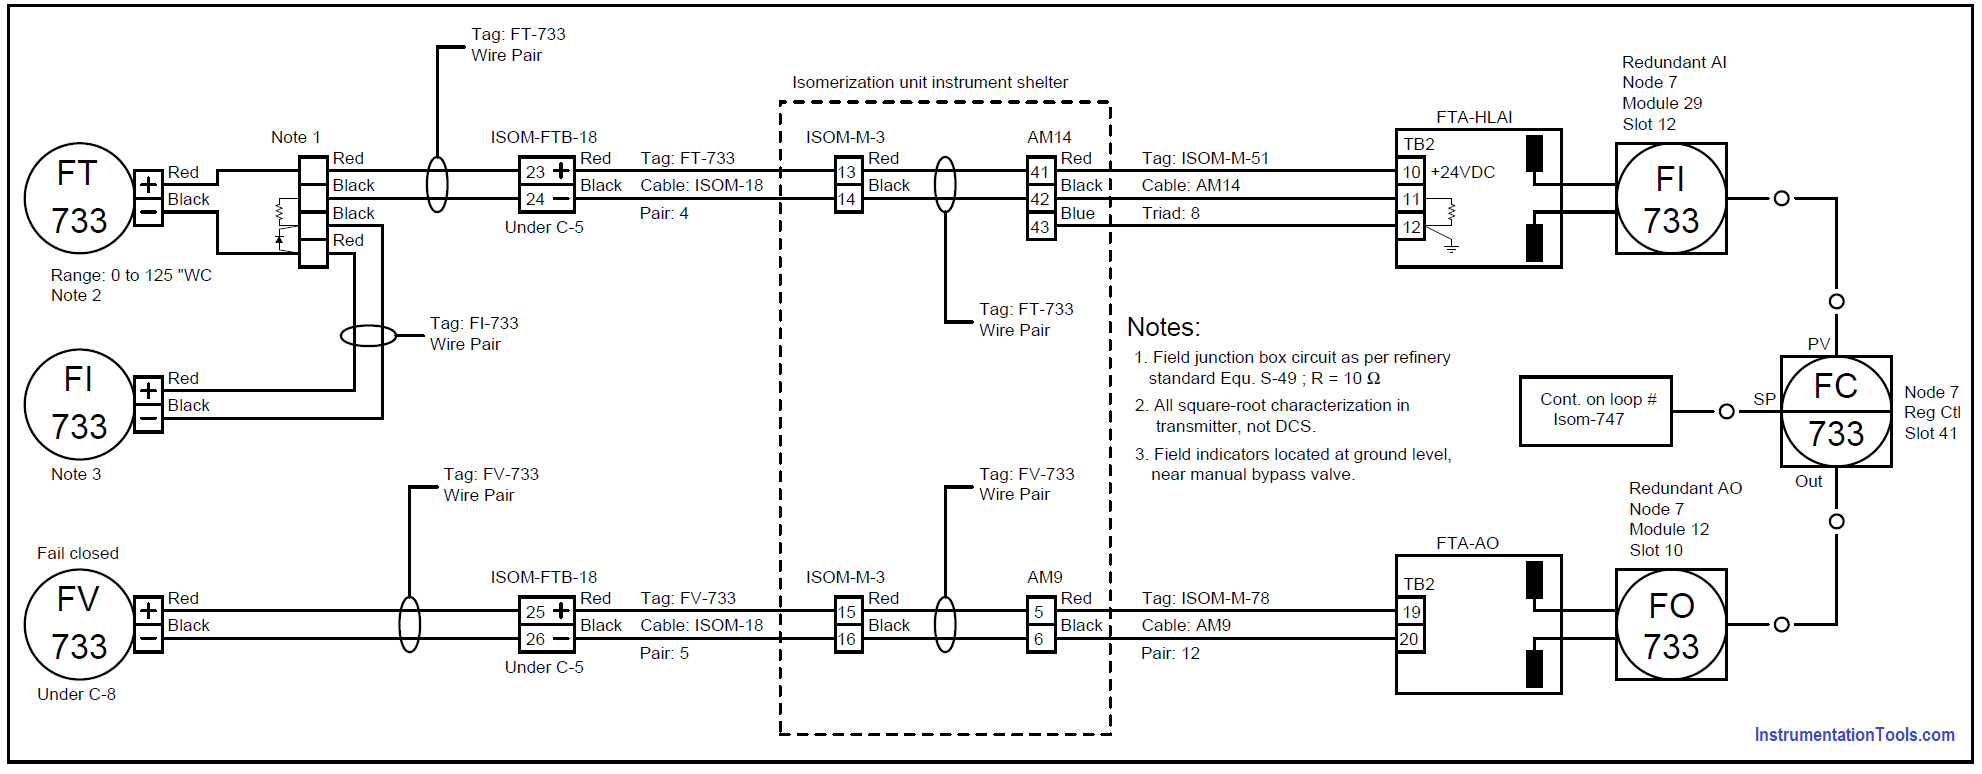 Tag: FT-733
Wire Pair
Isomerization unit instrument shelter
Redundant AI
Node 7
Module 29
Slot 12
Note 1
ISOM-FTB-18
ISOM-M-3
AM14
FTA-HLAI
FT
733
+
−
Red
Black
Red
Black
Black
Red
23 +
24 −
Red
Black
Under C-5
Tag: FT-733
Cable: ISOM-18
Pair: 4
13
14
Red
Black
41
42
43
Red
Black
Blue
Tag: ISOM-M-51
Cable: AM14
Triad: 8
TB2
10
11
12
+24VDC
FI
733
Range: 0 to 125 "WC
Note 2
Tag: FI-733
Wire Pair
Tag: FT-733
Wire Pair
FI
733
+
−
Red
Black
Note 3
Notes:
1. Field junction box circuit as per refinery
standard Equ. S-49 ; R = 10 Ω
2. All square-root characterization in
transmitter, not DCS.
3. Field indicators located at ground level,
near manual bypass valve.
Cont. on loop #
Isom-747
PV
SP
FC
733
Out
Node 7
Reg Ctl
Slot 41
Tag: FV-733
Wire Pair
Tag: FV-733
Wire Pair
Redundant AO
Node 7
Module 12
Slot 10
Fail closed
FV
733
+
−
Red
Black
Under C-8
ISOM-FTB-18
25 +
26 −
Red
Black
Under C-5
Tag: FV-733
Cable: ISOM-18
Pair: 5
ISOM-M-3
15
16
Red
Black
AM9
5
6
Red
Black
Tag: ISOM-M-78
Cable: AM9
Pair: 12
FTA-AO
TB2
19
20
FO
733
InstrumentationTools.com